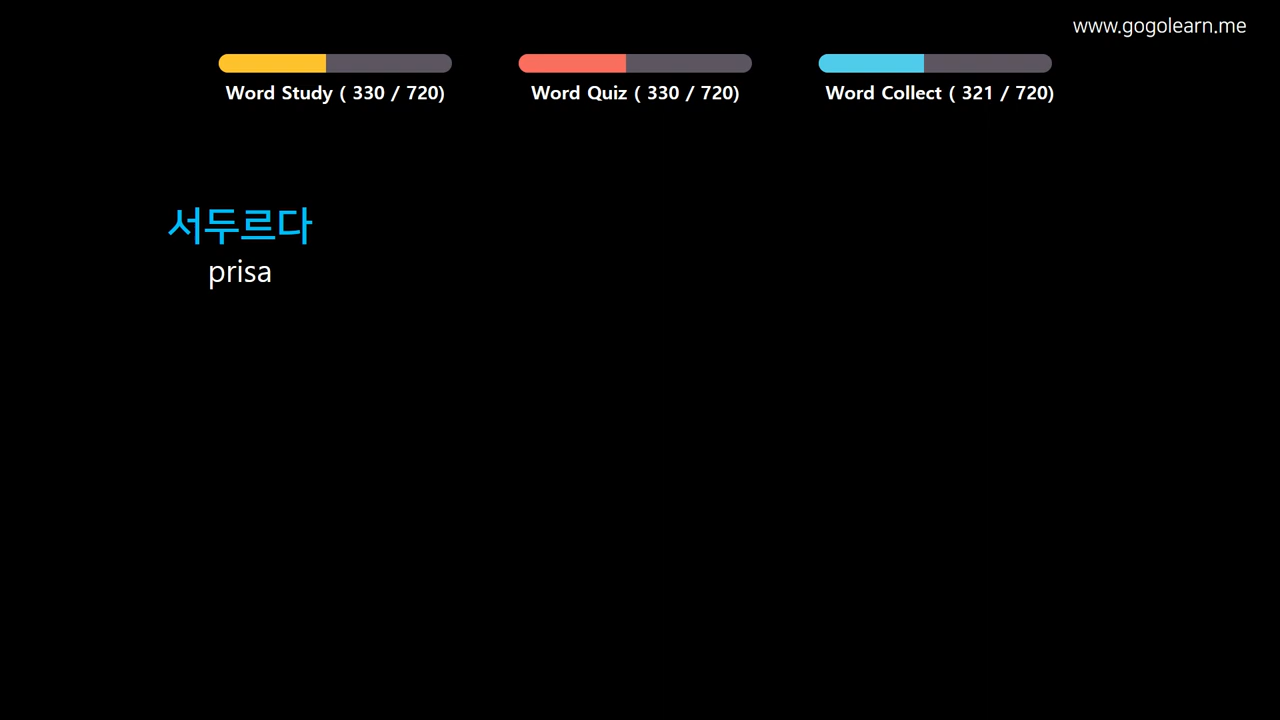 www.gogolearn.me
Word Study ( 330 / 720)
Word Quiz ( 330 / 720)
Word Collect ( 321 / 720)
서두르다
prisa